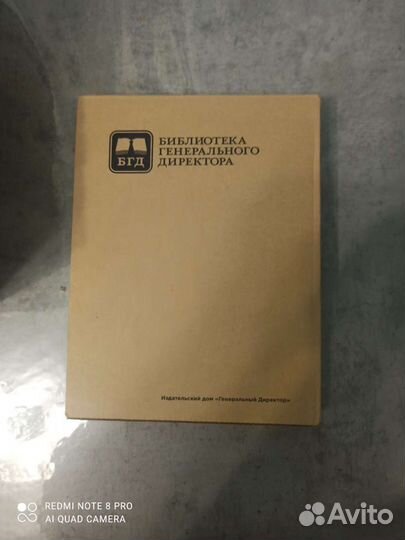 БГД
БИБЛИОТЕКА
ГЕНЕРАЛЬНОГО
ДИРЕКТОРА
Издательский дом «Генеральный Директор»
REDMI NOTE 8 PRO
AI QUAD CAMERA
Avito